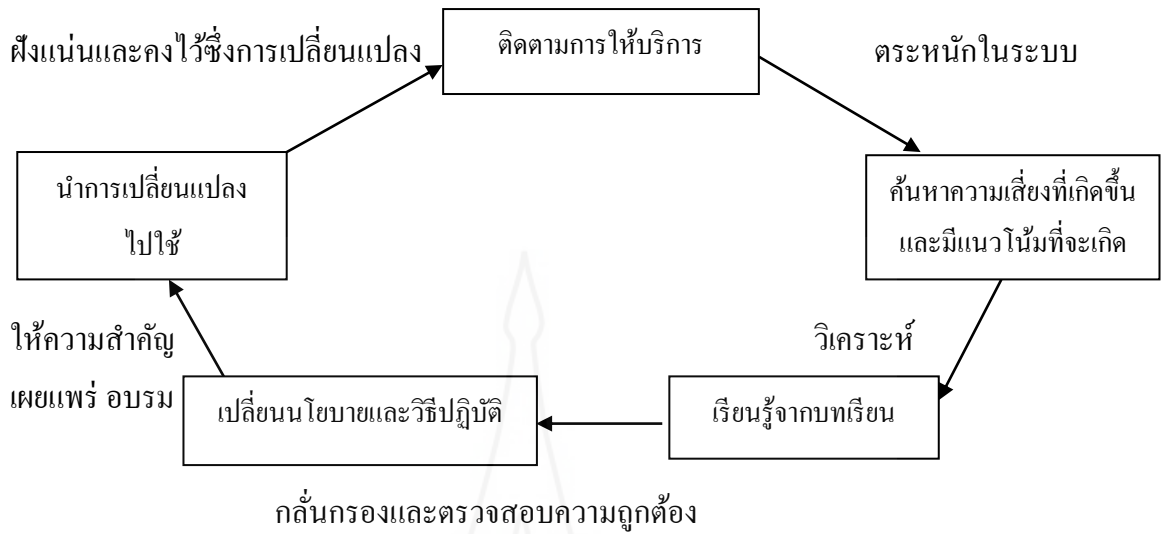 ฝังแน่นและคงไว้ซึ่งการเปลี่ยนแปลง
ติดตามการให้บริการ
ตระหนักในระบบ
นำการเปลี่ยนแปลง
ไปใช้
ค้นหาความเสี่ยงที่เกิดขึ้น
และมีแนวโน้มที่จะเกิด
ให้ความสำคัญ
เผยแพร่ อบรม
วิเคราะห์
เปลี่ยนนโยบายและวิธีปฏิบัติ
เรียนรู้จากบทเรียน
กลั่นกรองและตรวจสอบความถูกต้อง